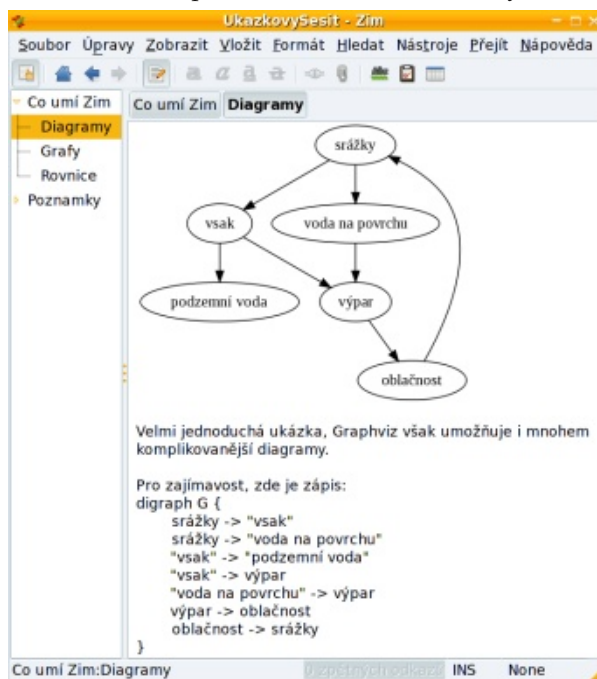 UkazkovySesit - Zim
Soubor Úpravy Zobrazit Vložit Formát Hledat Nástroje Přejít Nápověda
Co umí Zim
Diagramy
Grafy
Rovnice
Poznamky
Co umí Zim Diagramy
srážky
vsak voda na povrchu
podzemní voda výpar
oblačnost
Velmi jednoduchá ukázka, Graphviz však umožňuje i mnohem
komplikovanější diagramy.
Pro zajímavost, zde je zápis:
digraph G {
srážky -> "vsak"
srážky -> "voda na povrchu"
"vsak" -> "podzemní voda"
"vsak" -> výpar
"voda na povrchu" -> výpar
výpar -> oblačnost
oblačnost -> srážky
}
Co umí Zim:Diagramy 0 zpětných odkazů INS None